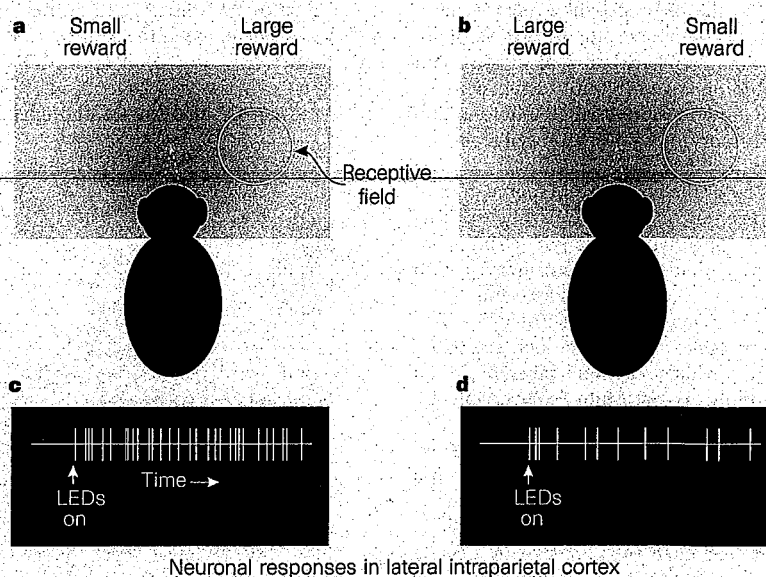 a
Small
reward
Large
reward
Receptive
field
b
Large
reward
Small
reward
c
Time
LEDs
on
d
LEDs
on
Neuronal responses in lateral intraparietal cortex